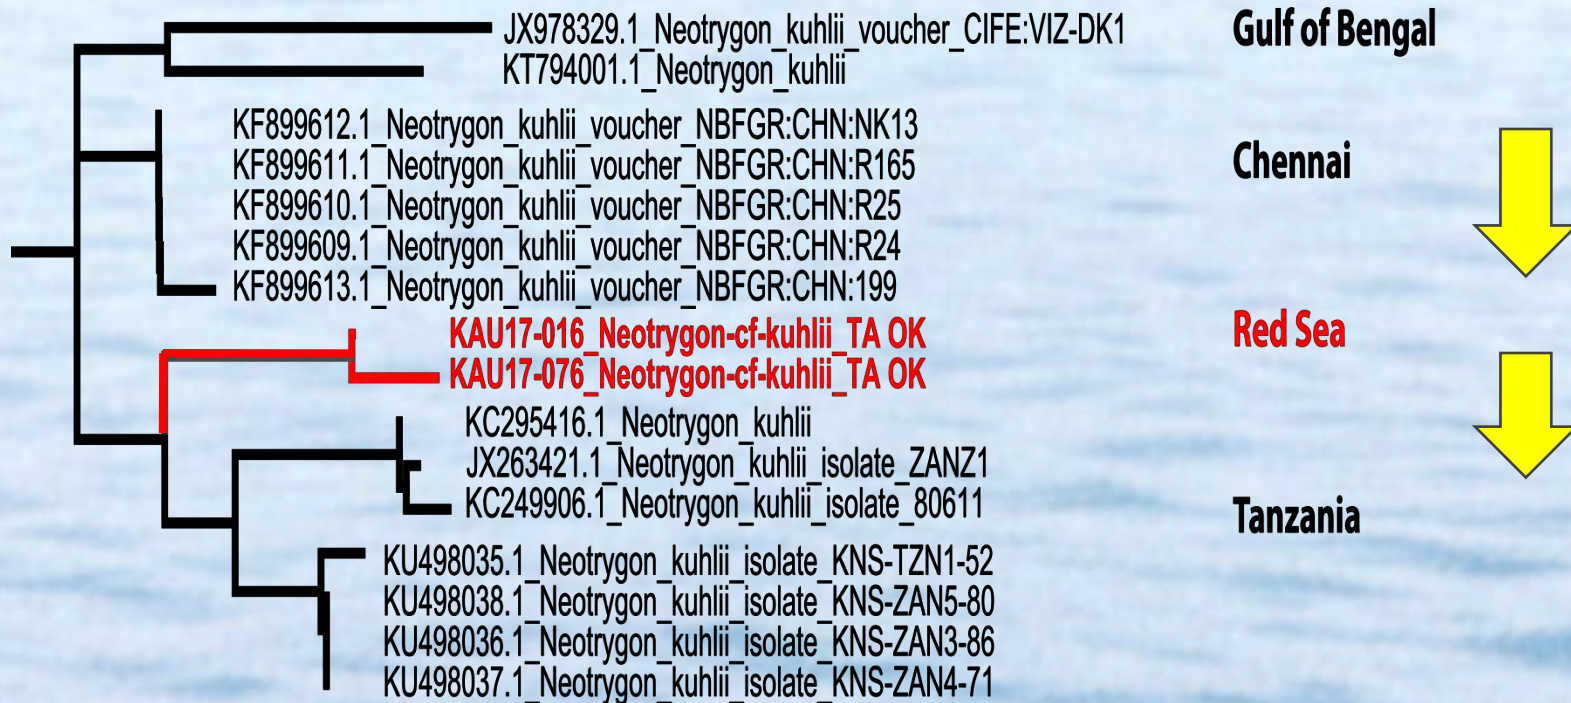 JX978329.1_Neotrygon_kuhlii_voucher_CIFE:VIZ-DK1
Gulf of Bengal
KT794001.1_Neotrygon_kuhlii
KF899612.1_Neotrygon_kuhlii_voucher_NBFGR:CHN:NK13
KF899611.1_Neotrygon_kuhlii_voucher_NBFGR:CHN:R165
Chennai
KF899610.1_Neotrygon_kuhlii_voucher_NBFGR:CHN:R25
KF899609.1_Neotrygon_kuhlii_voucher_NBFGR:CHN:R24
KF899613.1_Neotrygon_kuhlii_voucher_NBFGR:CHN:199
KAU17-016_Neotrygon-cf-kuhlii_TA OK
Red Sea
KAU17-076_Neotrygon-cf-kuhlii_TA OK
KC295416.1_Neotrygon_kuhlii
JX263421.1_Neotrygon_kuhlii_isolate_ZANZ1
KC249906.1_Neotrygon_kuhlii_isolate_80611
Tanzania
KU498035.1_Neotrygon_kuhlii_isolate_KNS-TZN1-52
KU498038.1_Neotrygon_kuhlii_isolate_KNS-ZAN5-80
KU498036.1_Neotrygon_kuhlii_isolate_KNS-ZAN3-86
KU498037.1_Neotrygon_kuhlii_isolate_KNS-ZAN4-71